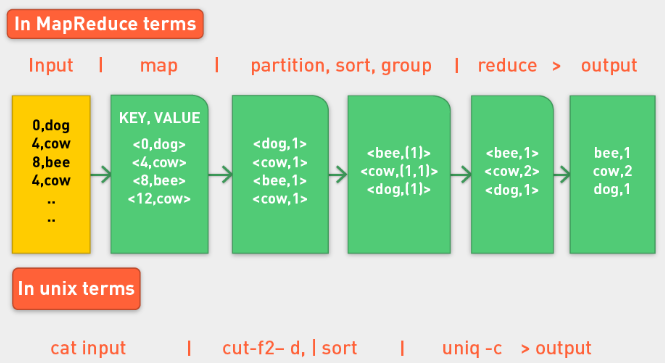 In MapReduce terms
Input | map | partition, sort, group | reduce > output
0,dog
4,cow
8,bee
4,cow
..
..
KEY, VALUE
<0,dog>
<4,cow>
<8,bee>
<12,cow>
<dog,1>
<cow,1>
<bee,1>
<cow,1>
<bee,(1)>
<cow,(1,1)>
<dog,(1)>
<bee,1>
<cow,2>
<dog,1>
bee,1
cow,2
dog,1
In unix terms
cat input | cut-f2– d, | sort | uniq -c > output